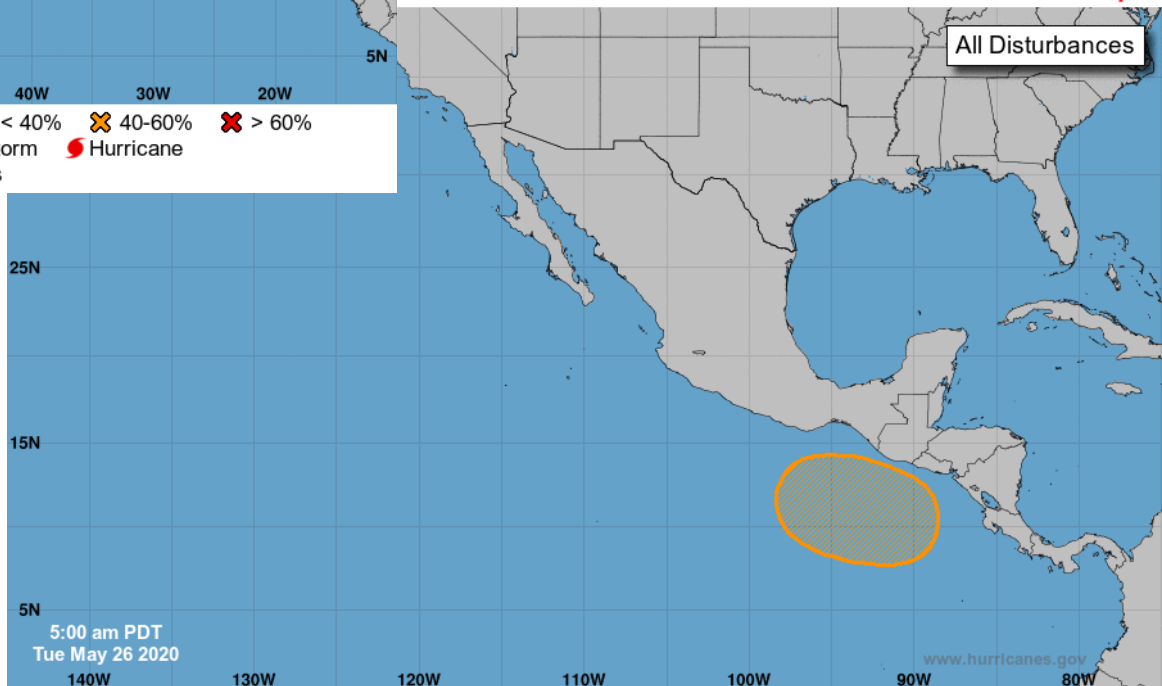 All Disturbances
5N
40W 30W 20W
< 40% 40-60% > 60%
orm Hurricane
s
25N
15N
5N
5:00 am PDT
Tue May 26 2020
www.hurricanes.gov
140W 130W 120W 110W 100W 90W 80W